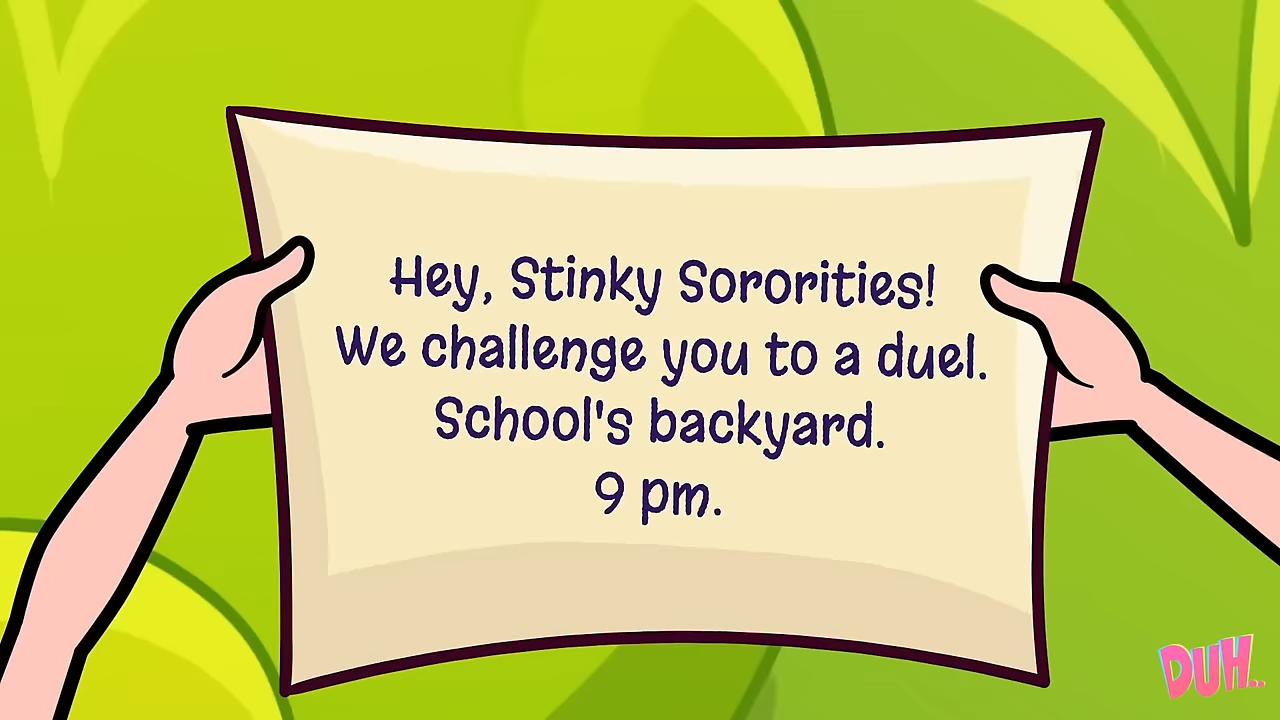 Hey, Stinky Sororities!
We challenge you to a duel.
School's backyard.
9 pm.
DUH..